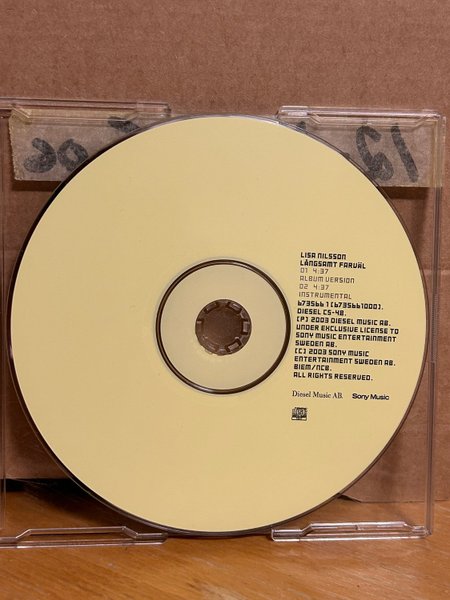 LISA NILSSON
LÅNGSAMT FARVÄL
01 4:37
ALBUM VERSION
02 4:37
INSTRUMENTAL
673566 1 (6735661000).
DIESEL CS-48.
(P) 2003 DIESEL MUSIC AB.
UNDER EXCLUSIVE LICENSE TO
SONY MUSIC ENTERTAINMENT
SWEDEN AB.
(C) 2003 SONY MUSIC
ENTERTAINMENT SWEDEN AB.
BIEM/NCB.
ALL RIGHTS RESERVED.
Diesel Music AB. Sony Music